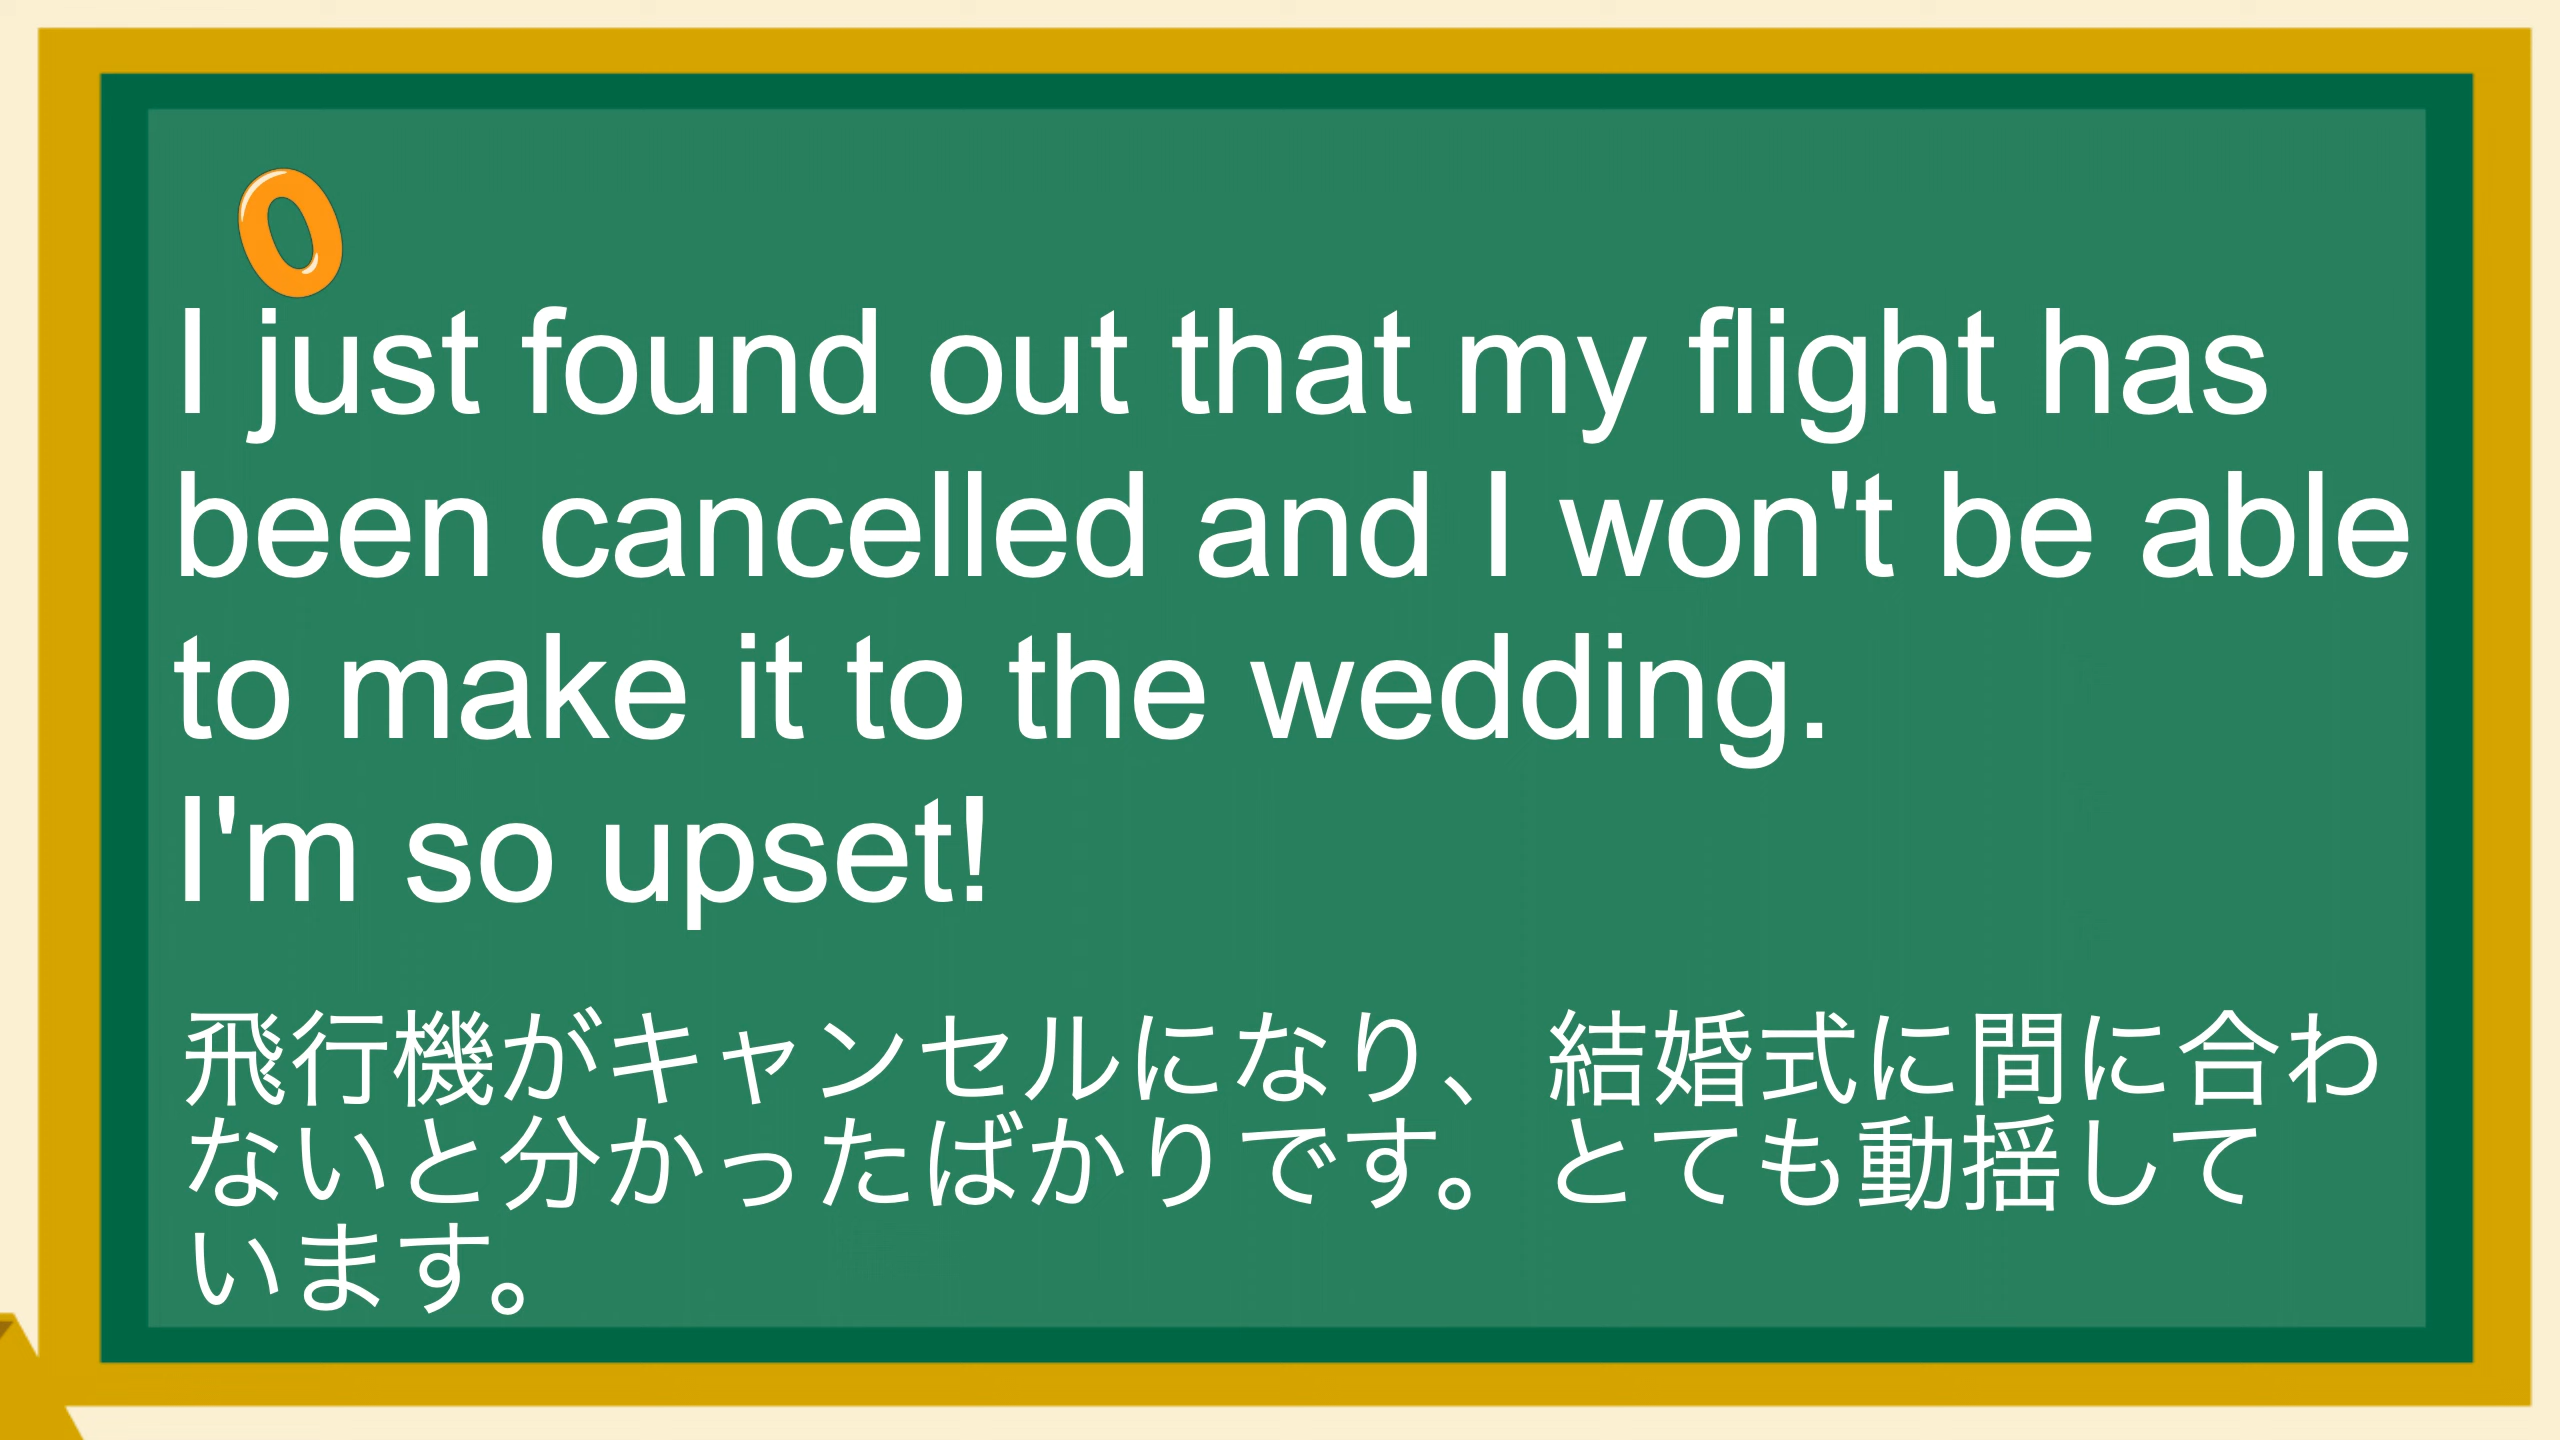 0
I just found out that my flight has
been cancelled and I won't be able
to make it to the wedding.
I'm so upset!
飛行機がキャンセルになり、結婚式に間に合わ
ないと分かったばかりです。とても動揺して
います。